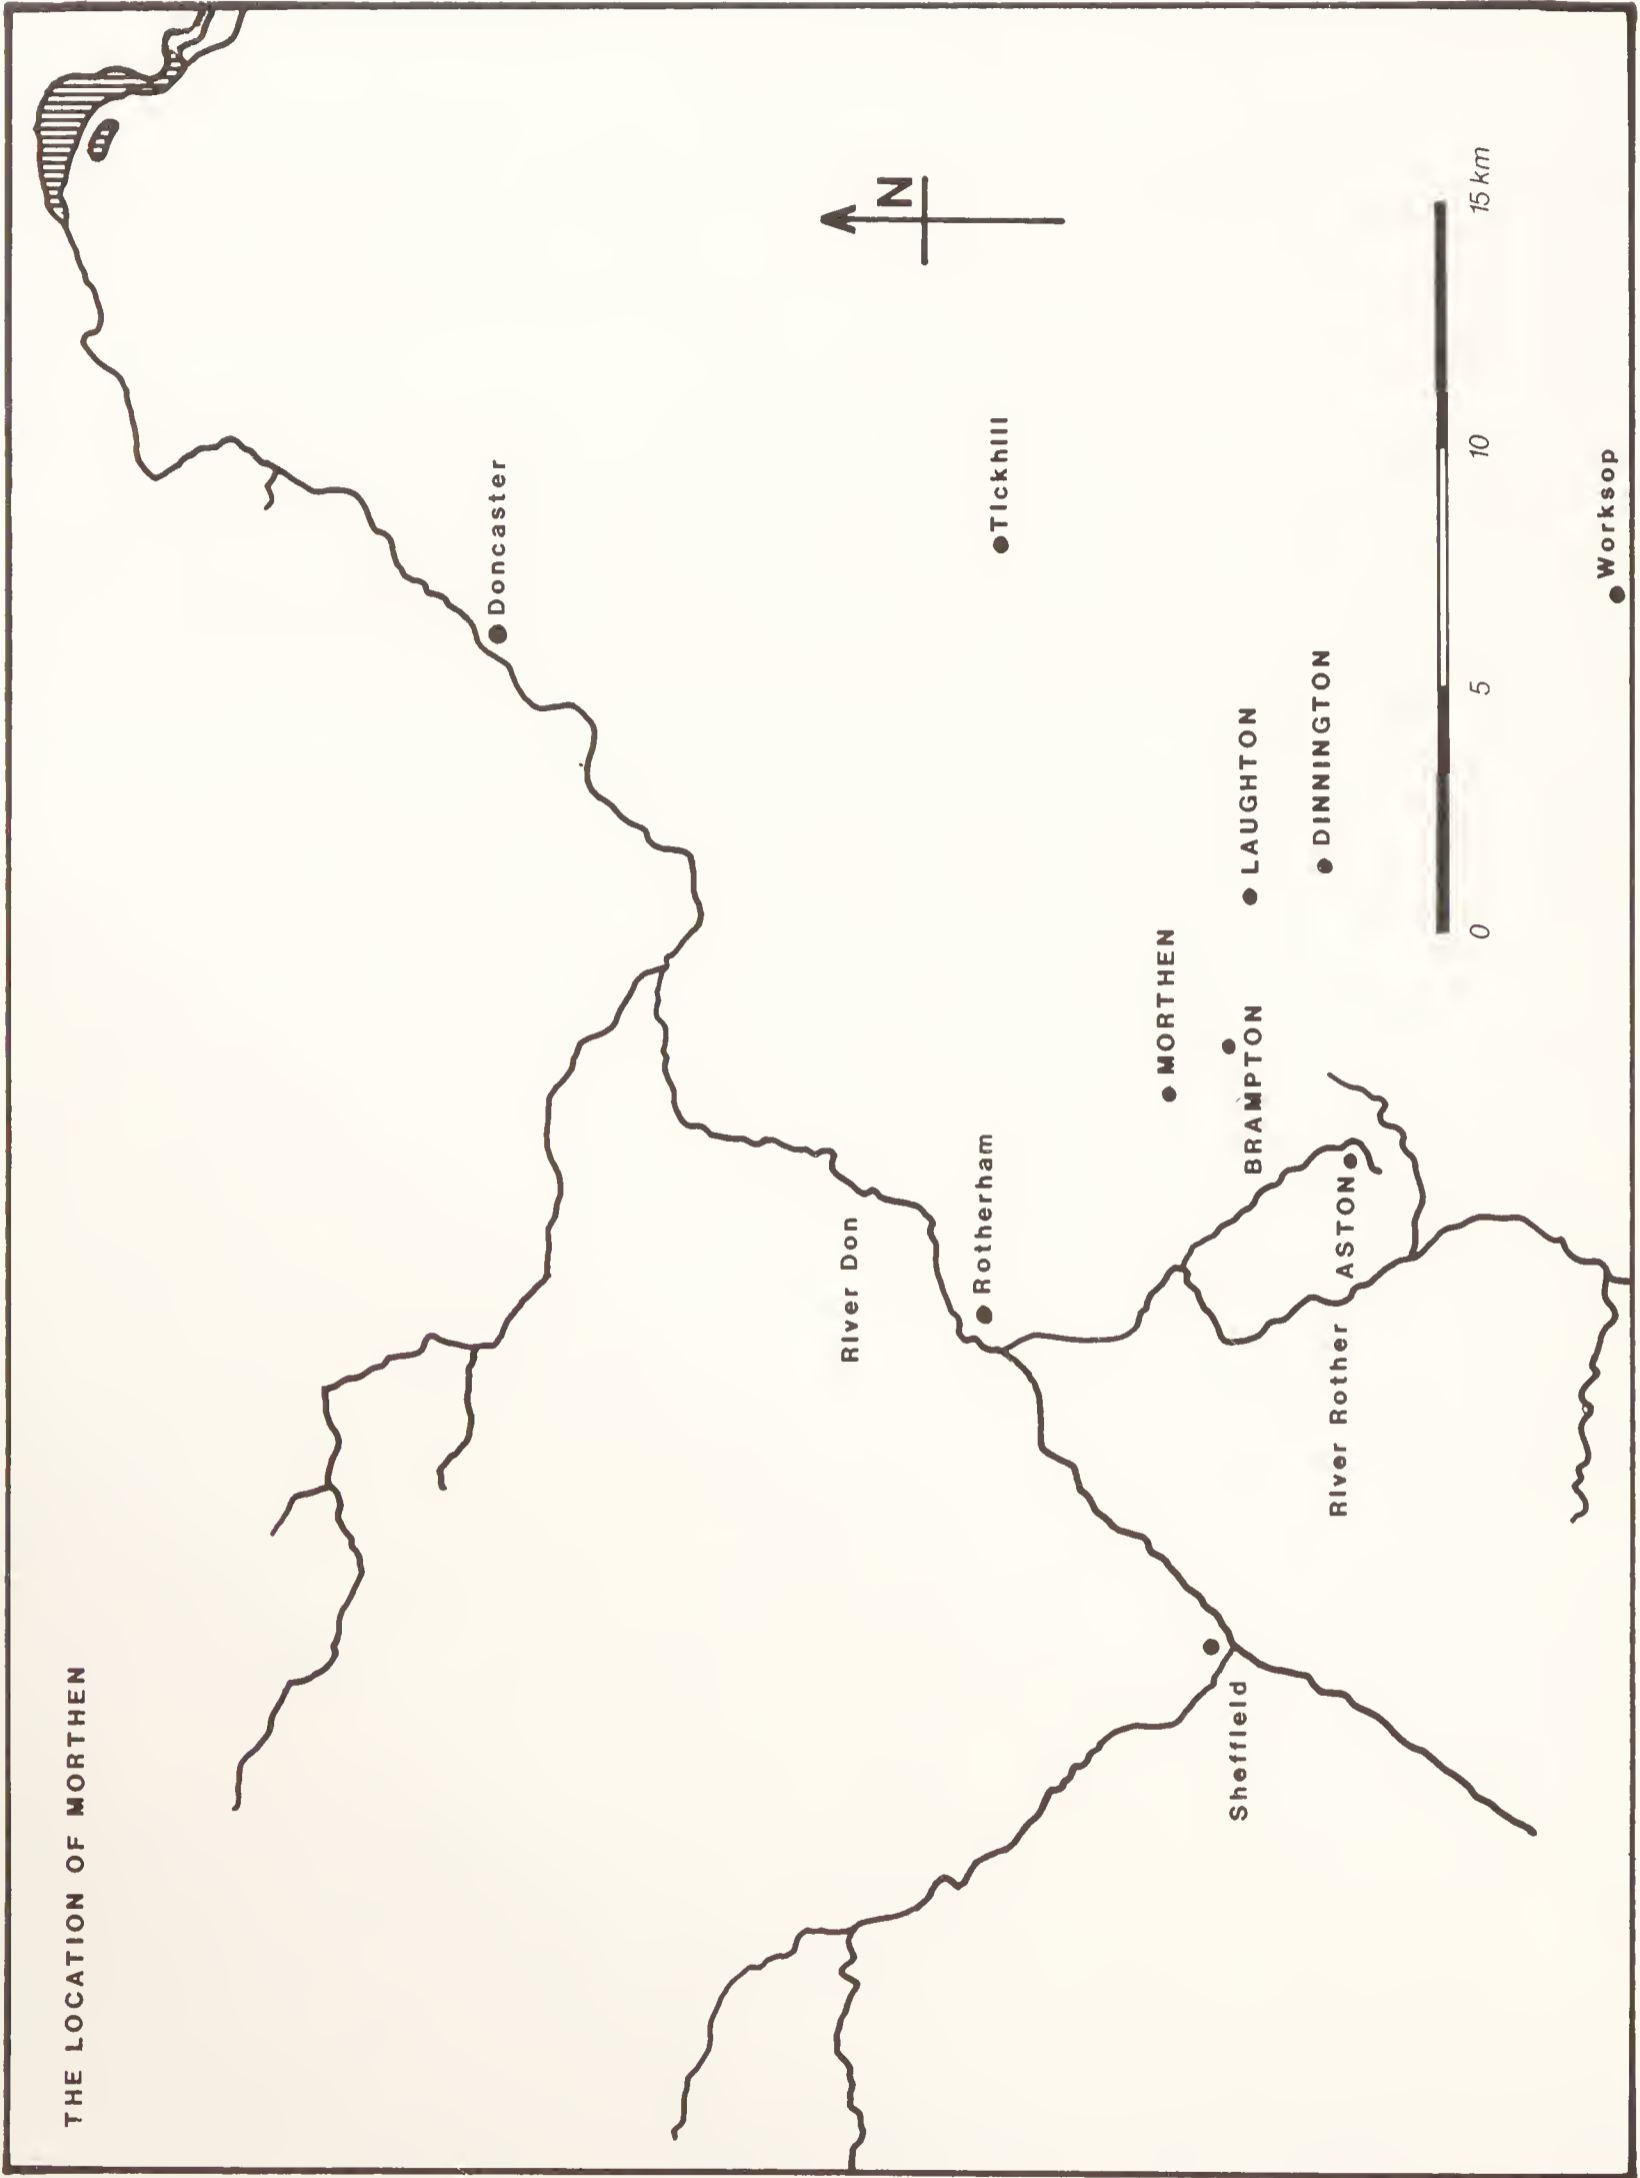 THE LOCATION OF MORTHEN
N
Doncaster
Tickhill
River Don
Rotherham
MORTHEN
LAUGHTON
BRAMPTON
DINNINGTON
ASTON
River Rother
Sheffield
Worksop
0 5 10 15 km